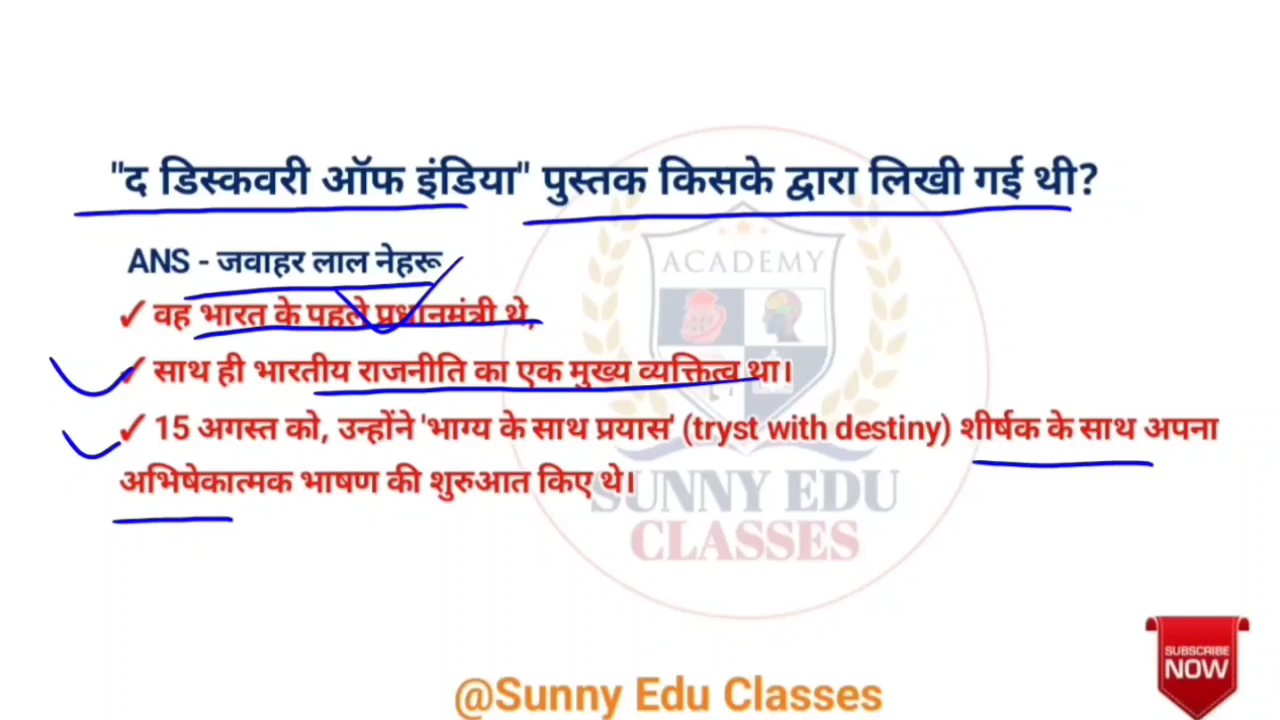 "द डिस्कवरी ऑफ इंडिया" पुस्तक किसके द्वारा लिखी गई थी?
ANS - जवाहर लाल नेहरू
✓ वह भारत के पहले प्रधानमंत्री थे,
✓ साथ ही भारतीय राजनीति का एक मुख्य व्यक्तित्व था।
✓ 15 अगस्त को, उन्होंने 'भाग्य के साथ प्रयास' (tryst with destiny) शीर्षक के साथ अपना
अभिषेकात्मक भाषण की शुरुआत किए थे।
ACADEMY
SUNNY EDU
CLASSES
SUBSCRIBE
NOW
@Sunny Edu Classes